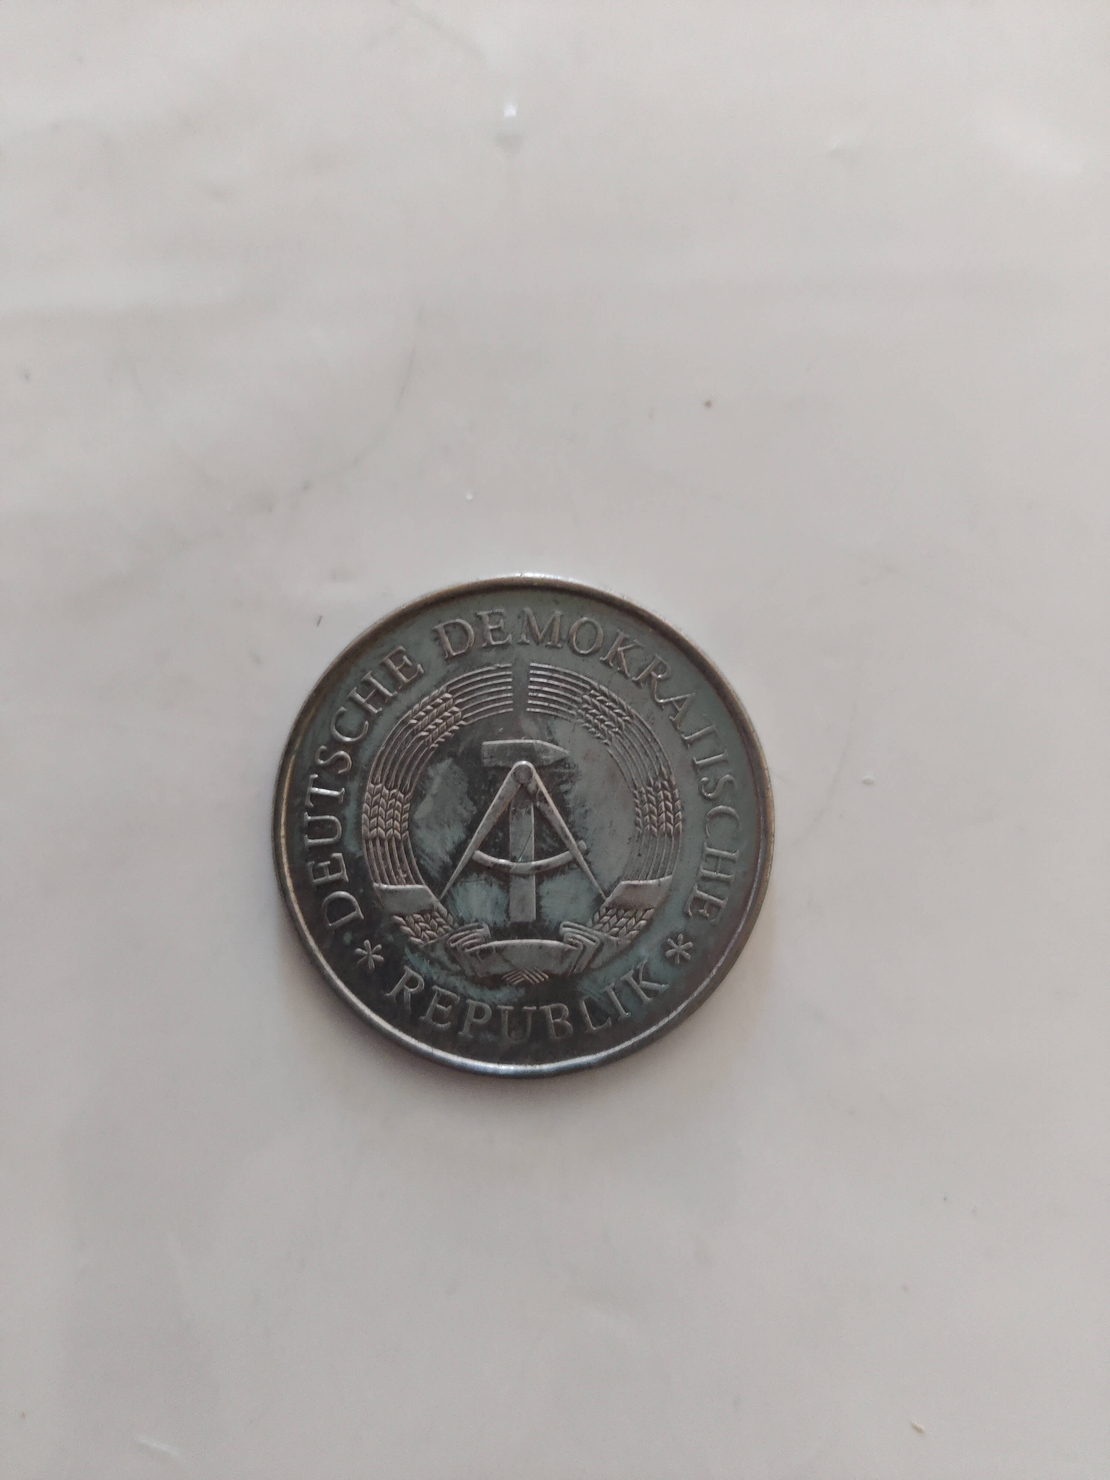 DEUTSCHE DEMOKRATISCHE
* REPUBLIK *